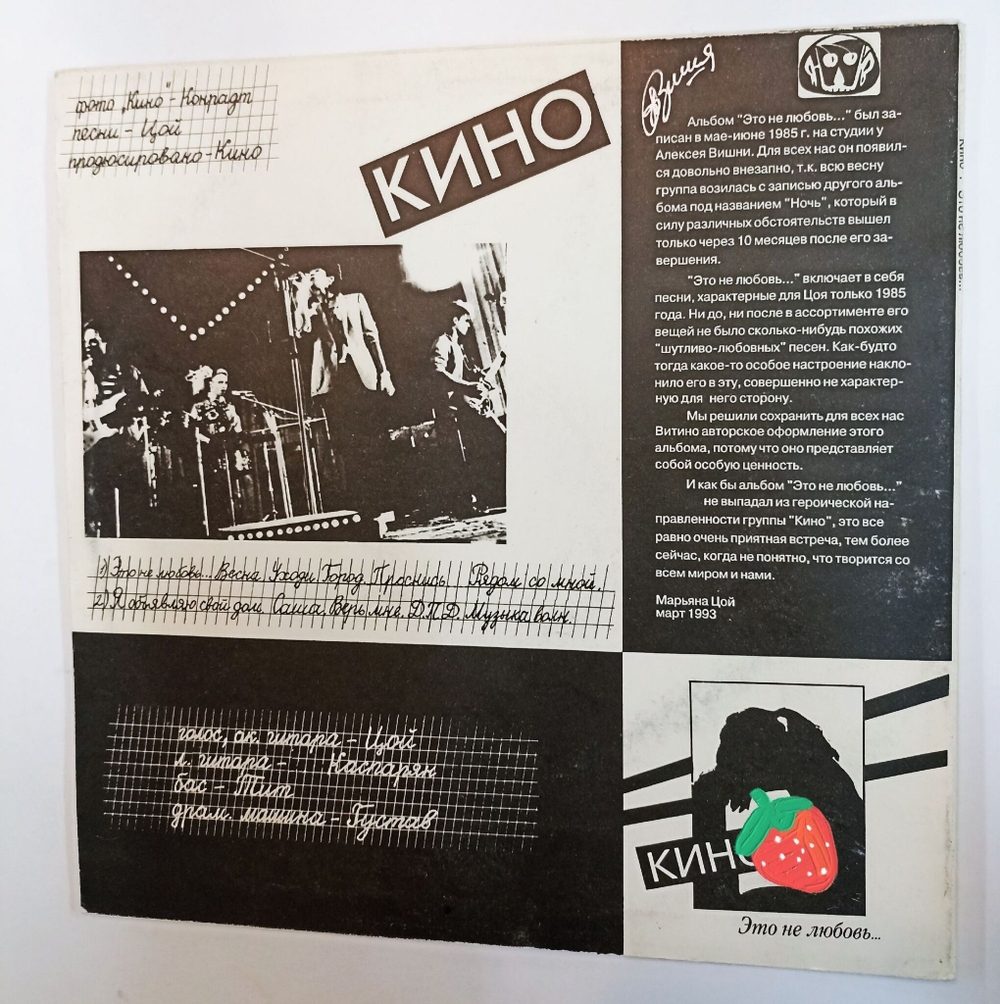 фото "Кино" - Конрадт
песни - Цой
продюсировано - Кино
КИНО
1) Это не любовь... Весна. Уходи. Город. Проснись. Рядом со мной.
2) Я объявляю свой дом. Саша. Верь мне. Д.П.Д. Музыка волн.
голос, ак. гитара - Цой
л. гитара - Каспарян
бас - Тит
драм. машина - Густав
Вишня
Альбом "Это не любовь..." был за-
писан в мае-июне 1985 г. на студии у
Алексея Вишни. Для всех нас он появил-
ся довольно внезапно, т.к. всю весну
группа возилась с записью другого аль-
бома под названием "Ночь", который в
силу различных обстоятельств вышел
только через 10 месяцев после его за-
вершения.
"Это не любовь..." включает в себя
песни, характерные для Цоя только 1985
года. Ни до, ни после в ассортименте его
вещей не было сколько-нибудь похожих
"шутливо-любовных" песен. Как-будто
тогда какое-то особое настроение накло-
нило его в эту, совершенно не характер-
ную для него сторону.
Мы решили сохранить для всех нас
Витино авторское оформление этого
альбома, потому что оно представляет
собой особую ценность.
И как бы альбом "Это не любовь..."
не выпадал из героической на-
правленности группы "Кино", это все
равно очень приятная встреча, тем более
сейчас, когда не понятно, что творится со
всем миром и нами.
Марьяна Цой
март 1993
КИНО
Это не любовь...